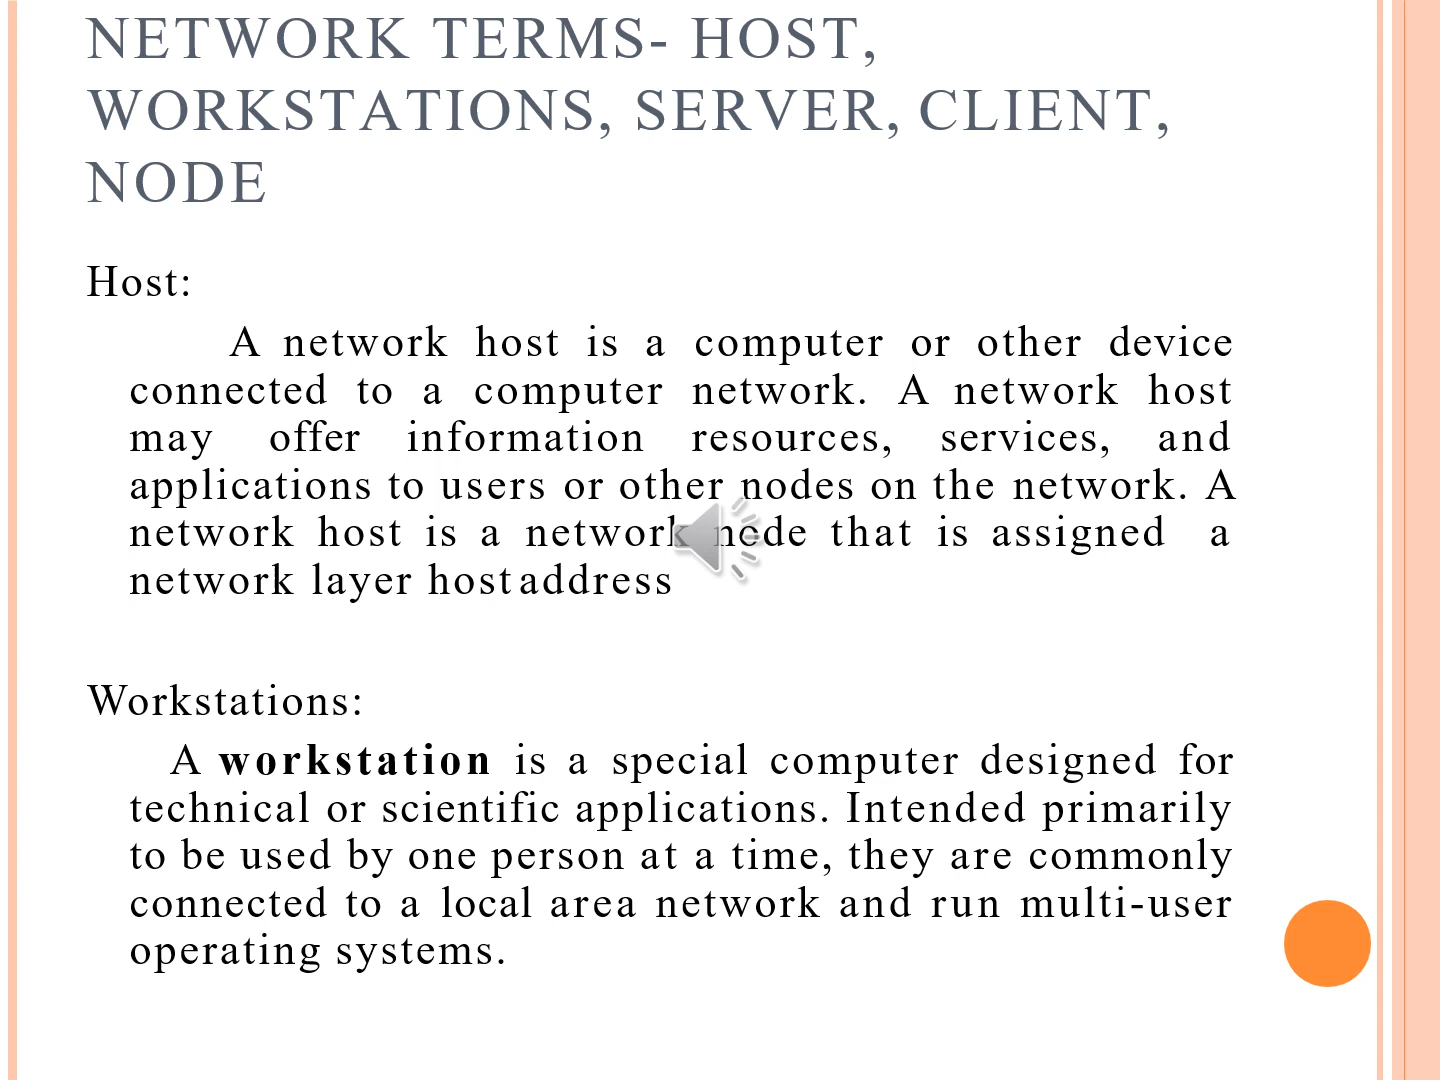 NETWORK TERMS- HOST,
WORKSTATIONS, SERVER, CLIENT,
NODE
Host:
A network host is a computer or other device
connected to a computer network. A network host
may offer information resources, services, and
applications to users or other nodes on the network. A
network host is a network node that is assigned a
network layer host address
Workstations:
A workstation is a special computer designed for
technical or scientific applications. Intended primarily
to be used by one person at a time, they are commonly
connected to a local area network and run multi-user
operating systems.